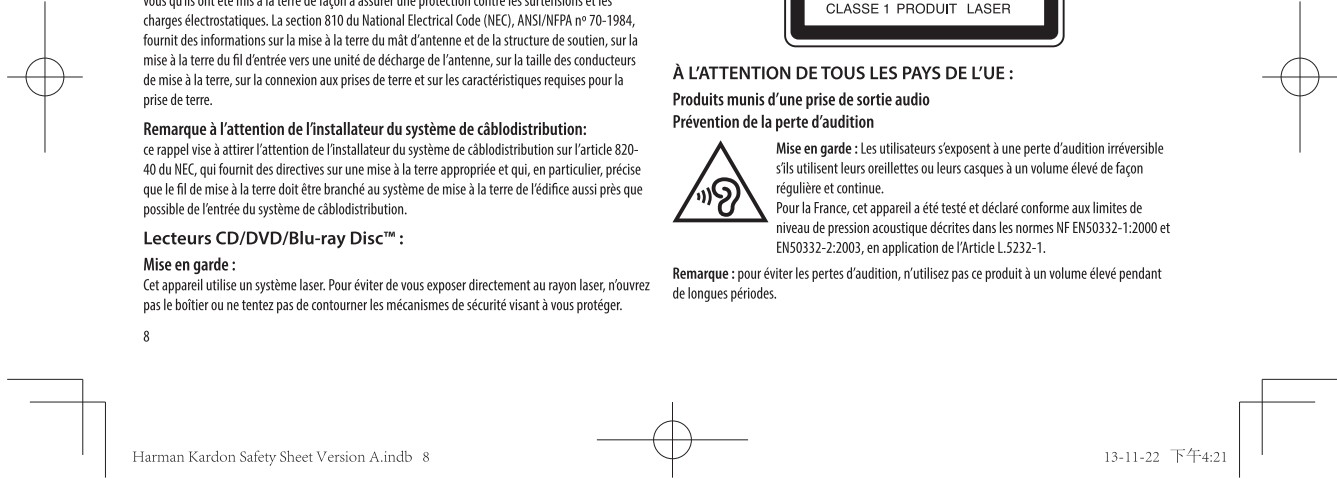 vous qu'ils ont été mis à la terre de façon à assurer une protection contre les surtensions et les
charges électrostatiques. La section 810 du National Electrical Code (NEC), ANSI/NFPA nº 70-1984,
fournit des informations sur la mise à la terre du mât d'antenne et de la structure de soutien, sur la
mise à la terre du fil d'entrée vers une unité de décharge de l'antenne, sur la taille des conducteurs
de mise à la terre, sur la connexion aux prises de terre et sur les caractéristiques requises pour la
prise de terre.
Remarque à l'attention de l'installateur du système de câblodistribution:
ce rappel vise à attirer l'attention de l'installateur du système de câblodistribution sur l'article 820-
40 du NEC, qui fournit des directives sur une mise à la terre appropriée et qui, en particulier, précise
que le fil de mise à la terre doit être branché au système de mise à la terre de l'édifice aussi près que
possible de l'entrée du système de câblodistribution.
Lecteurs CD/DVD/Blu-ray Disc™ :
Mise en garde :
Cet appareil utilise un système laser. Pour éviter de vous exposer directement au rayon laser, n'ouvrez
pas le boîtier ou ne tentez pas de contourner les mécanismes de sécurité visant à vous protéger.
8
CLASSE 1 PRODUIT LASER
À L'ATTENTION DE TOUS LES PAYS DE L'UE :
Produits munis d'une prise de sortie audio
Prévention de la perte d'audition
Mise en garde : Les utilisateurs s'exposent à une perte d'audition irréversible
s'ils utilisent leurs oreillettes ou leurs casques à un volume élevé de façon
régulière et continue.
Pour la France, cet appareil a été testé et déclaré conforme aux limites de
niveau de pression acoustique décrites dans les normes NF EN50332-1:2000 et
EN50332-2:2003, en application de l'Article L.5232-1.
Remarque : pour éviter les pertes d'audition, n'utilisez pas ce produit à un volume élevé pendant
de longues périodes.
Harman Kardon Safety Sheet Version A.indb 8
13-11-22 下午4:21